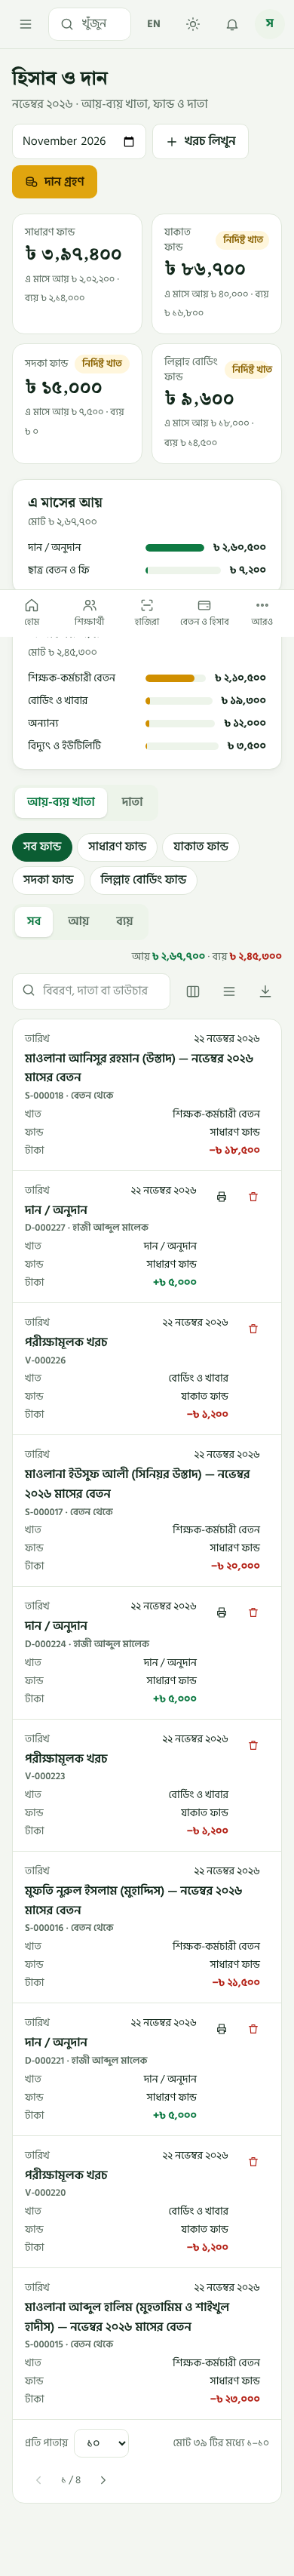 খুঁজুন
EN
স
হিসাব ও দান
নভেম্বর ২০২৬ · আয়-ব্যয় খাতা, ফান্ড ও দাতা
November 2026
খরচ লিখুন
দান গ্রহণ
সাধারণ ফান্ড
৳ ৩,৯৭,৪০০
এ মাসে আয় ৳ ২,০২,২০০ ·
ব্যয় ৳ ২,১৪,০০০
যাকাত
ফান্ড
নির্দিষ্ট খাত
৳ ৮৬,৭০০
এ মাসে আয় ৳ ৪০,০০০ · ব্যয়
৳ ১৬,৮০০
সদকা ফান্ড
নির্দিষ্ট খাত
৳ ১৫,০০০
এ মাসে আয় ৳ ৭,৫০০ · ব্যয়
৳ ০
লিল্লাহ বোর্ডিং
ফান্ড
নির্দিষ্ট খাত
৳ ৯,৬০০
এ মাসে আয় ৳ ১৮,০০০ ·
ব্যয় ৳ ১৪,৫০০
এ মাসের আয়
মোট ৳ ২,৬৭,৭০০
দান / অনুদান ৳ ২,৬০,৫০০
ছাত্র বেতন ও ফি ৳ ৭,২০০
হোম
শিক্ষার্থী
হাজিরা
বেতন ও হিসাব
আরও
মোট ৳ ২,৪৫,৩০০
শিক্ষক-কর্মচারী বেতন ৳ ২,১০,৫০০
বোর্ডিং ও খাবার ৳ ১৯,৩০০
অন্যান্য ৳ ১২,০০০
বিদ্যুৎ ও ইউটিলিটি ৳ ৩,৫০০
আয়-ব্যয় খাতা
দাতা
সব ফান্ড
সাধারণ ফান্ড
যাকাত ফান্ড
সদকা ফান্ড
লিল্লাহ বোর্ডিং ফান্ড
সব
আয়
ব্যয়
আয় ৳ ২,৬৭,৭০০ · ব্যয় ৳ ২,৪৫,৩০০
বিবরণ, দাতা বা ভাউচার
তারিখ ২২ নভেম্বর ২০২৬
মাওলানা আনিসুর রহমান (উস্তাদ) — নভেম্বর ২০২৬
মাসের বেতন
S-000018 · বেতন থেকে
খাত শিক্ষক-কর্মচারী বেতন
ফান্ড সাধারণ ফান্ড
টাকা −৳ ১৮,৫০০
তারিখ ২২ নভেম্বর ২০২৬
দান / অনুদান
D-000227 · হাজী আব্দুল মালেক
খাত দান / অনুদান
ফান্ড সাধারণ ফান্ড
টাকা +৳ ৫,০০০
তারিখ ২২ নভেম্বর ২০২৬
পরীক্ষামূলক খরচ
V-000226
খাত বোর্ডিং ও খাবার
ফান্ড যাকাত ফান্ড
টাকা −৳ ১,২০০
তারিখ ২২ নভেম্বর ২০২৬
মাওলানা ইউসুফ আলী (সিনিয়র উস্তাদ) — নভেম্বর
২০২৬ মাসের বেতন
S-000017 · বেতন থেকে
খাত শিক্ষক-কর্মচারী বেতন
ফান্ড সাধারণ ফান্ড
টাকা −৳ ২০,০০০
তারিখ ২২ নভেম্বর ২০২৬
দান / অনুদান
D-000224 · হাজী আব্দুল মালেক
খাত দান / অনুদান
ফান্ড সাধারণ ফান্ড
টাকা +৳ ৫,০০০
তারিখ ২২ নভেম্বর ২০২৬
পরীক্ষামূলক খরচ
V-000223
খাত বোর্ডিং ও খাবার
ফান্ড যাকাত ফান্ড
টাকা −৳ ১,২০০
তারিখ ২২ নভেম্বর ২০২৬
মুফতি নুরুল ইসলাম (মুহাদ্দিস) — নভেম্বর ২০২৬
মাসের বেতন
S-000016 · বেতন থেকে
খাত শিক্ষক-কর্মচারী বেতন
ফান্ড সাধারণ ফান্ড
টাকা −৳ ২১,৫০০
তারিখ ২২ নভেম্বর ২০২৬
দান / অনুদান
D-000221 · হাজী আব্দুল মালেক
খাত দান / অনুদান
ফান্ড সাধারণ ফান্ড
টাকা +৳ ৫,০০০
তারিখ ২২ নভেম্বর ২০২৬
পরীক্ষামূলক খরচ
V-000220
খাত বোর্ডিং ও খাবার
ফান্ড যাকাত ফান্ড
টাকা −৳ ১,২০০
তারিখ ২২ নভেম্বর ২০২৬
মাওলানা আব্দুল হালিম (মুহতামিম ও শাইখুল
হাদীস) — নভেম্বর ২০২৬ মাসের বেতন
S-000015 · বেতন থেকে
খাত শিক্ষক-কর্মচারী বেতন
ফান্ড সাধারণ ফান্ড
টাকা −৳ ২৩,০০০
প্রতি পাতায় ১০ মোট ৩৯ টির মধ্যে ১–১০
১ / 8